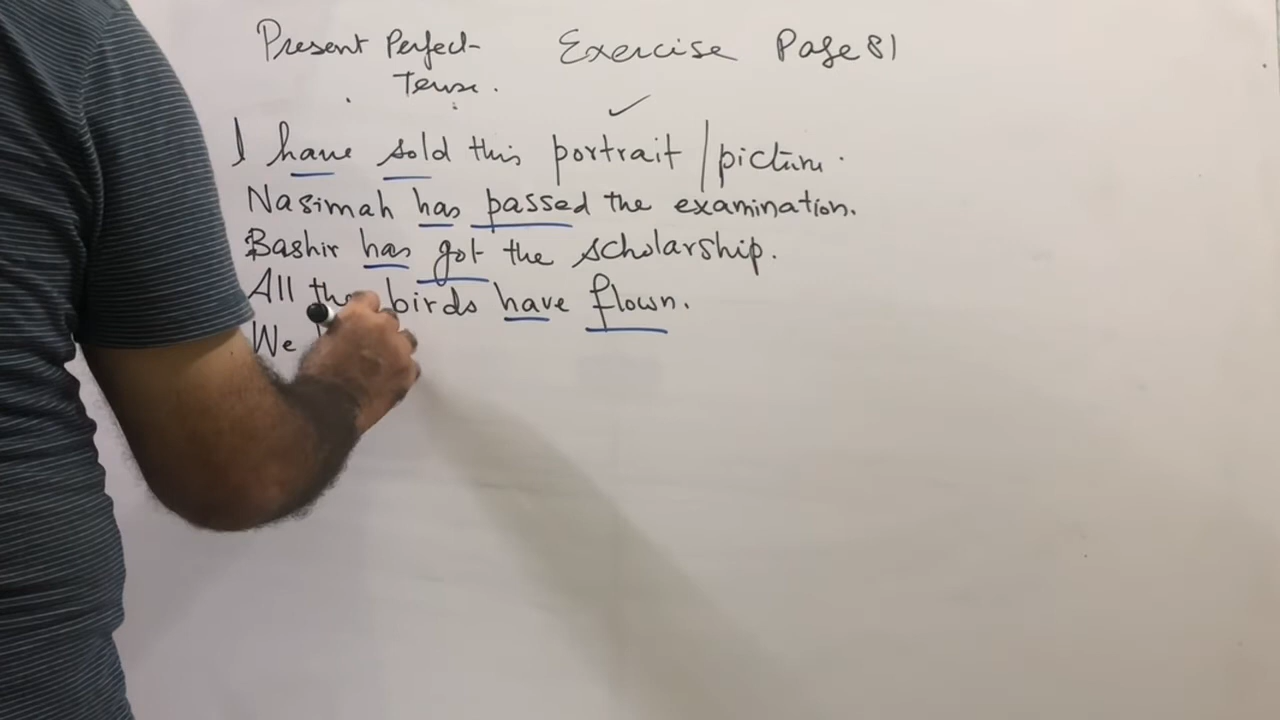 Present Perfect Exercise Page 81
Tense.
I have sold this portrait / picture.
Nasimah has passed the examination.
Bashir has got the scholarship.
All the birds have flown.
We